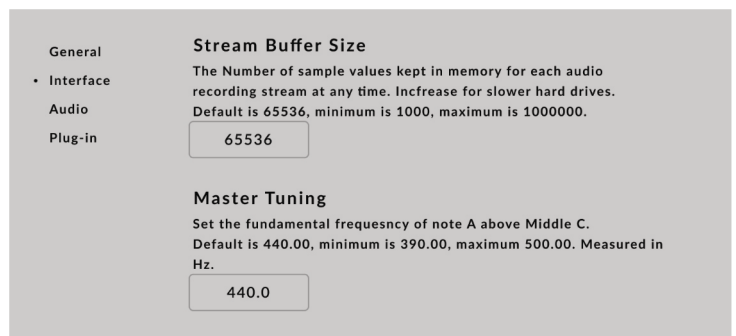 General
• Interface
Audio
Plug-in
Stream Buffer Size
The Number of sample values kept in memory for each audio
recording stream at any time. Incfrease for slower hard drives.
Default is 65536, minimum is 1000, maximum is 1000000.
65536
Master Tuning
Set the fundamental frequesncy of note A above Middle C.
Default is 440.00, minimum is 390.00, maximum 500.00. Measured in
Hz.
440.0